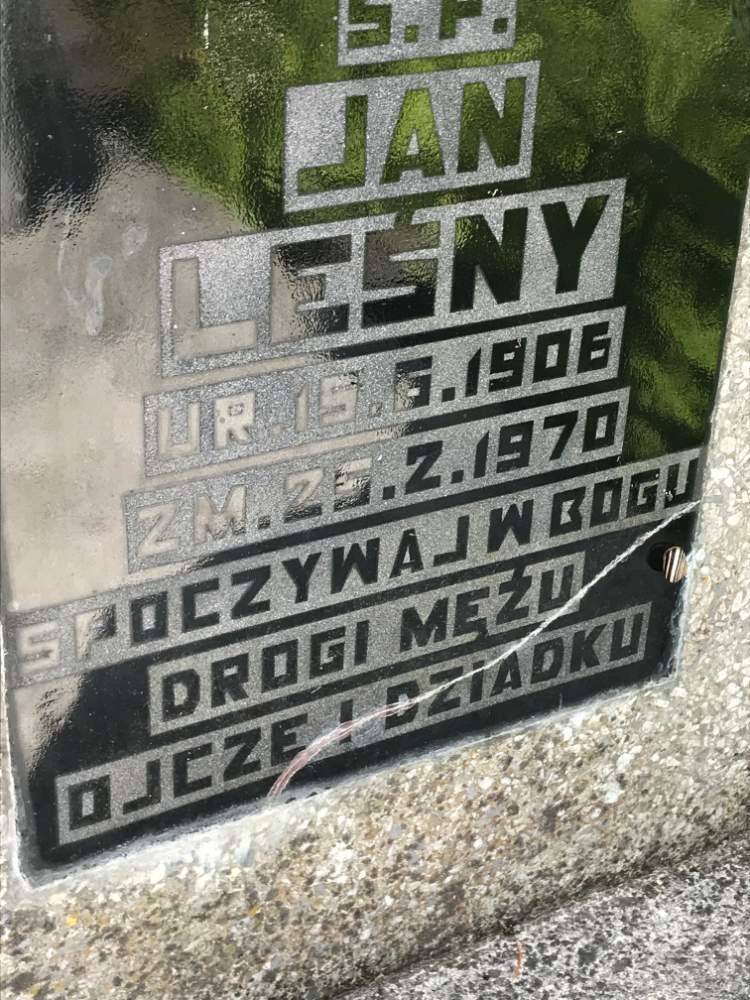 Ś.P.
JAN
LEŚNY
UR.15.6.1906
ZM.25.2.1970
SPOCZYWAJ W BOGU
DROGI MĘŻU
OJCZE I DZIADKU